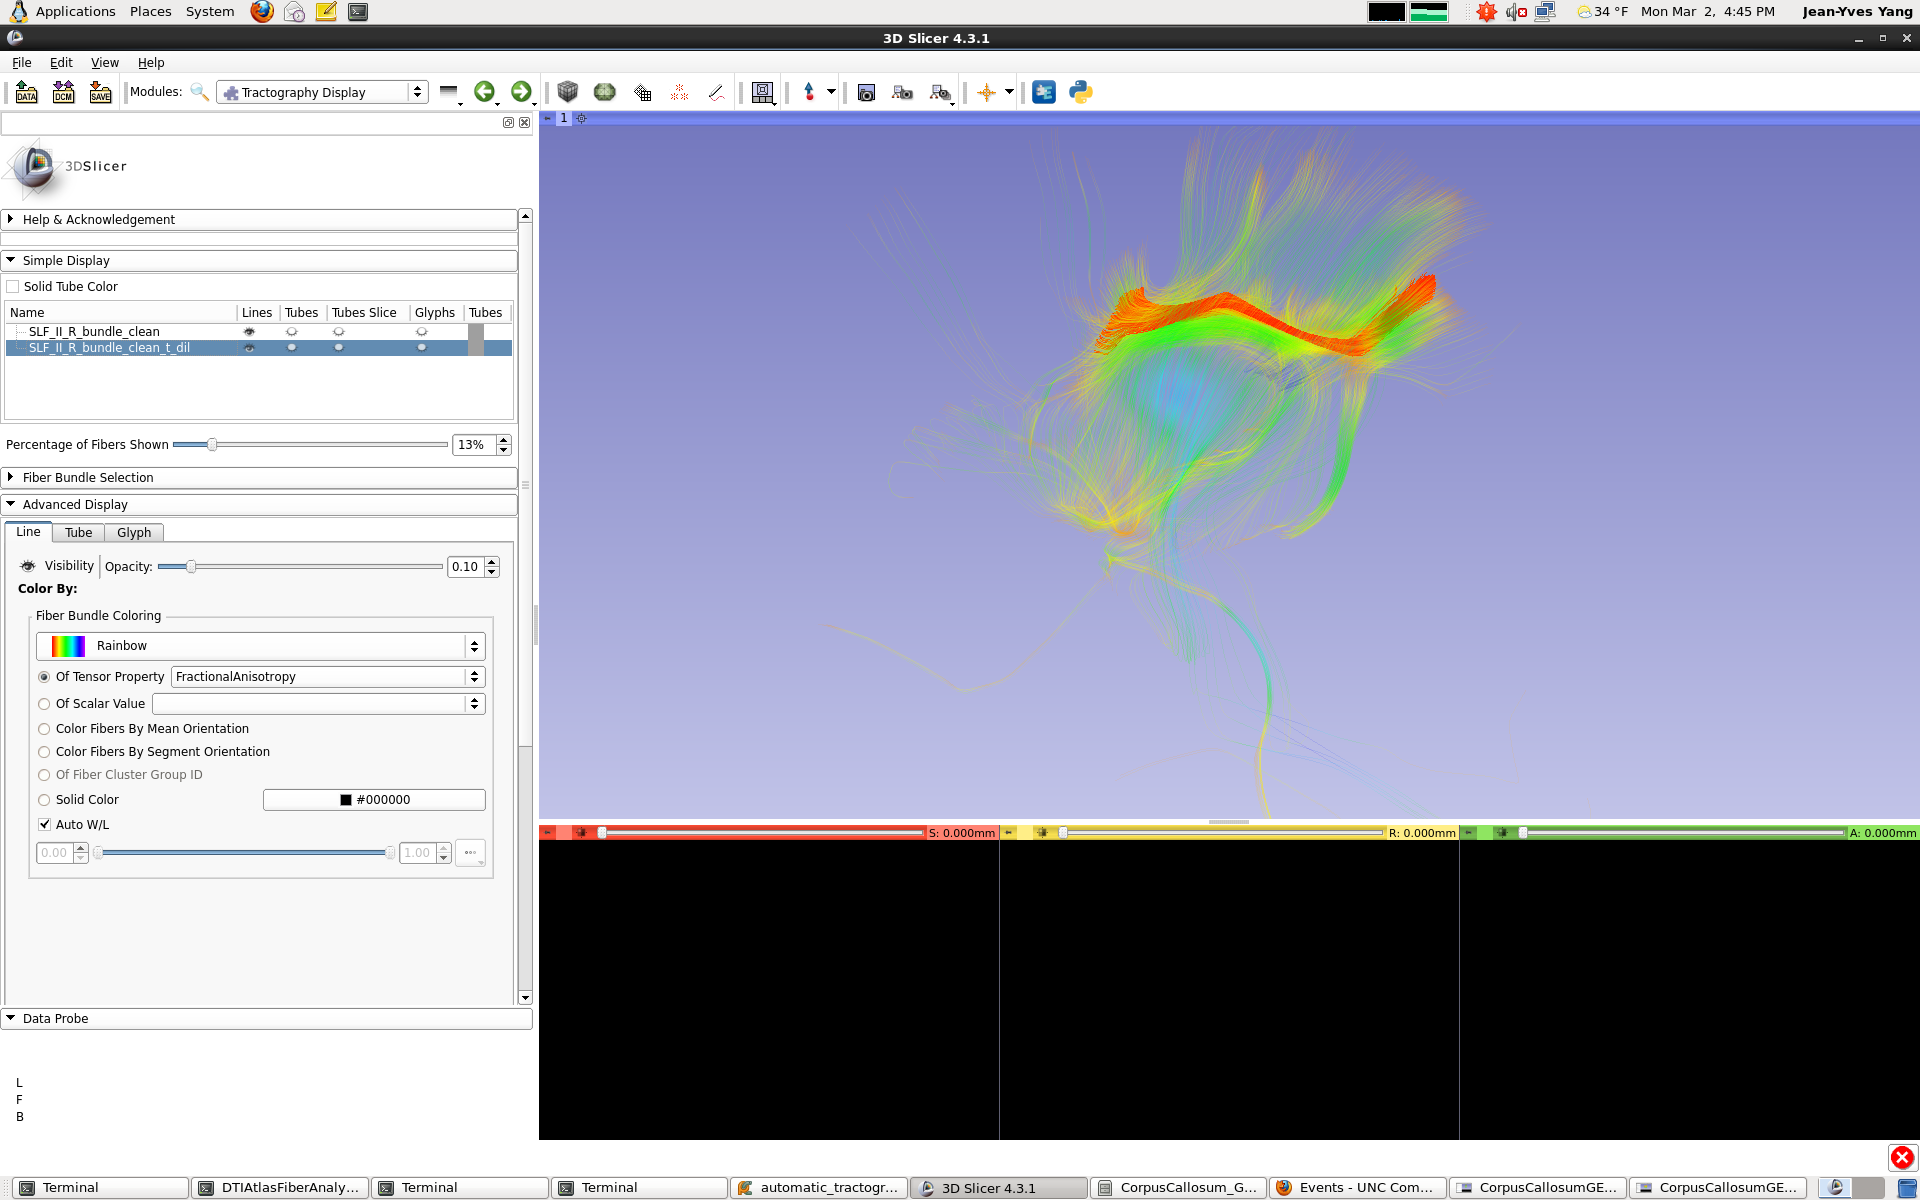 Applications Places System 34 °F Mon Mar 2, 4:45 PM Jean-Yves Yang
3D Slicer 4.3.1
File Edit View Help
DATA DCM SAVE Modules: Tractography Display
1
3DSlicer
Help & Acknowledgement
Simple Display
Solid Tube Color
Name Lines Tubes Tubes Slice Glyphs Tubes
SLF_II_R_bundle_clean
SLF_II_R_bundle_clean_t_dil
Percentage of Fibers Shown 13%
Fiber Bundle Selection
Advanced Display
Line Tube Glyph
Visibility Opacity: 0.10
Color By:
Fiber Bundle Coloring
Rainbow
Of Tensor Property FractionalAnisotropy
Of Scalar Value
Color Fibers By Mean Orientation
Color Fibers By Segment Orientation
Of Fiber Cluster Group ID
Solid Color #000000
Auto W/L
0.00 1.00 ...
S: 0.000mm R: 0.000mm A: 0.000mm
Data Probe
L
F
B
Terminal DTIAtlasFiberAnaly... Terminal Terminal automatic_tractogr... 3D Slicer 4.3.1 CorpusCallosum_G... Events - UNC Com... CorpusCallosumGE... CorpusCallosumGE...